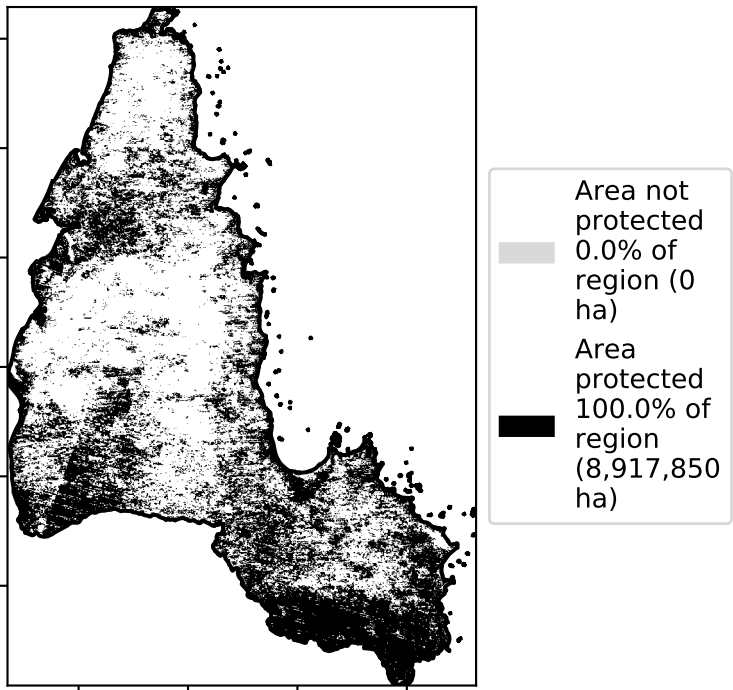 Area not
protected
0.0% of
region (0
ha)
Area
protected
100.0% of
region
(8,917,850
ha)